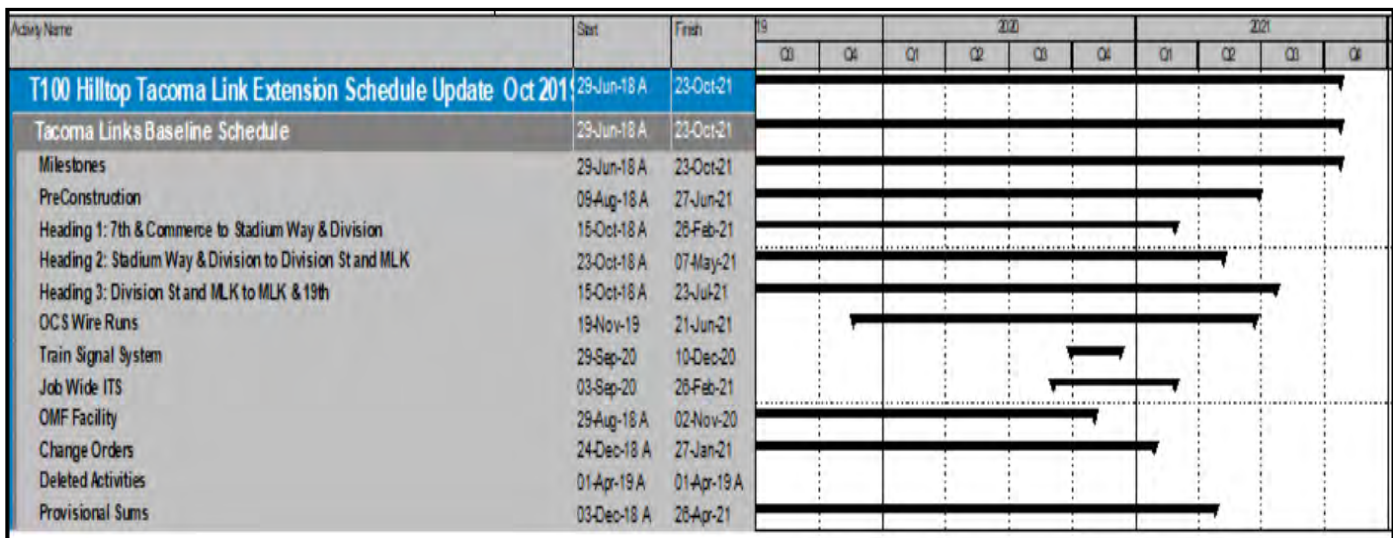 Activity Name Start Finish 19 2020 2021
Q3 Q4 Q1 Q2 Q3 Q4 Q1 Q2 Q3 Q4
T100 Hilltop Tacoma Link Extension Schedule Update Oct 2019 29-Jun-18 A 23-Oct-21
Tacoma Links Baseline Schedule 29-Jun-18 A 23-Oct-21
Milestones 29-Jun-18 A 23-Oct-21
PreConstruction 09-Aug-18 A 27-Jun-21
Heading 1: 7th & Commerce to Stadium Way & Division 15-Oct-18 A 26-Feb-21
Heading 2: Stadium Way & Division to Division St and MLK 23-Oct-18 A 07-May-21
Heading 3: Division St and MLK to MLK & 19th 15-Oct-18 A 23-Jul-21
OCS Wire Runs 19-Nov-19 21-Jun-21
Train Signal System 29-Sep-20 10-Dec-20
Job Wide ITS 03-Sep-20 26-Feb-21
OMF Facility 29-Aug-18 A 02-Nov-20
Change Orders 24-Dec-18 A 27-Jan-21
Deleted Activities 01-Apr-19 A 01-Apr-19 A
Provisional Sums 03-Dec-18 A 26-Apr-21